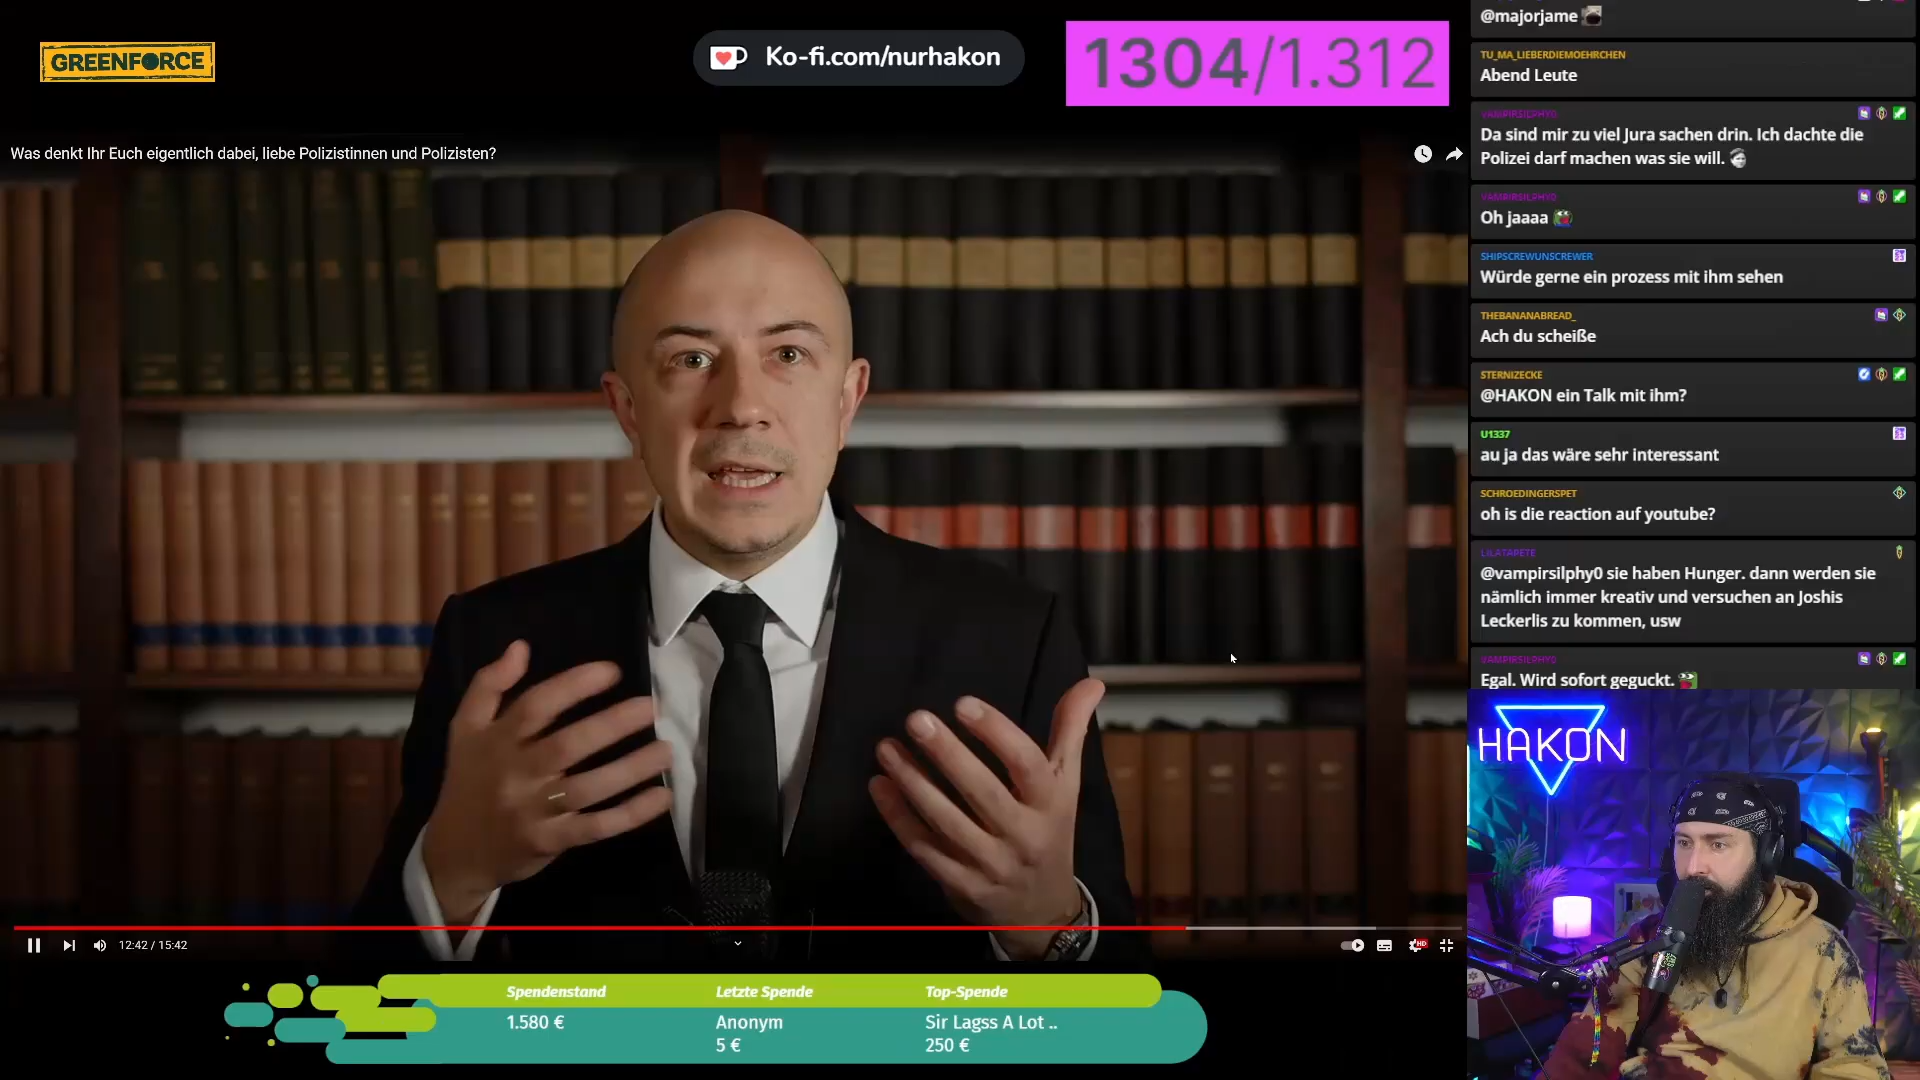 GREENFORCE
Ko-fi.com/nurhakon
1304/1.312
Was denkt Ihr Euch eigentlich dabei, liebe Polizistinnen und Polizisten?
@majorjame
TU_MA_LIEBERDIEMOEHRCHEN
Abend Leute
VAMPIRSILPHY0
Da sind mir zu viel Jura sachen drin. Ich dachte die
Polizei darf machen was sie will.
VAMPIRSILPHY0
Oh jaaaa
SHIPSCREWUNSCREWER
Würde gerne ein prozess mit ihm sehen
THEBANANABREAD_
Ach du scheiße
STERNIZECKE
@HAKON ein Talk mit ihm?
U1337
au ja das wäre sehr interessant
SCHROEDINGERSPET
oh is die reaction auf youtube?
LILATAPETE
@vampirsilphy0 sie haben Hunger. dann werden sie
nämlich immer kreativ und versuchen an Joshis
Leckerlis zu kommen, usw
VAMPIRSILPHY0
Egal. Wird sofort geguckt.
HAKON
12:42 / 15:42
HD
Spendenstand
1.580 €
Letzte Spende
Anonym
5 €
Top-Spende
Sir Lagss A Lot ..
250 €